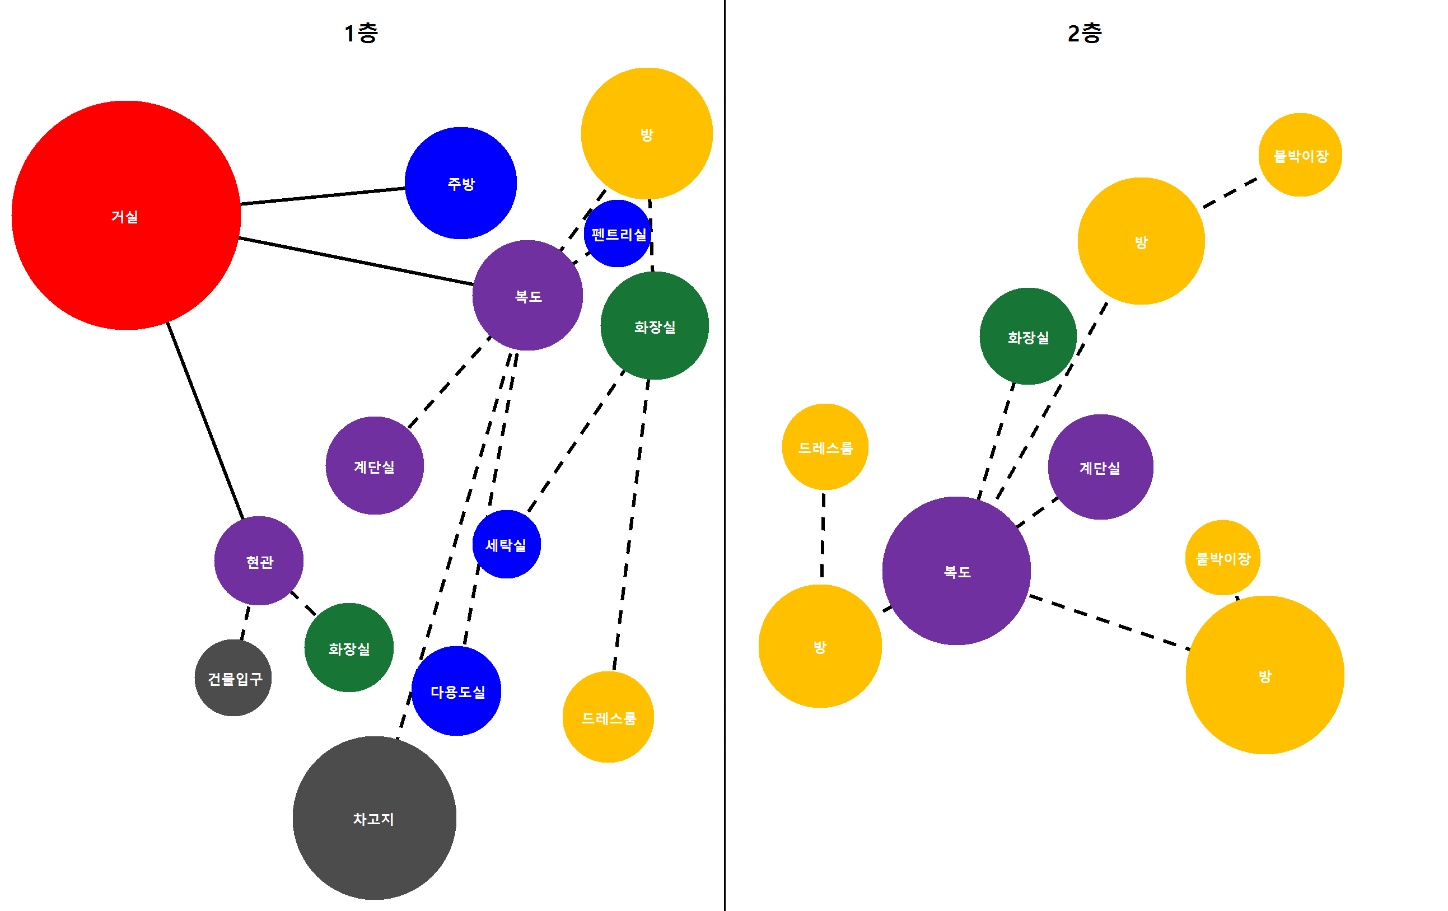 1층
거실
주방
방
펜트리실
복도
화장실
계단실
세탁실
현관
화장실
건물입구
다용도실
드레스룸
차고지
2층
붙박이장
방
화장실
드레스룸
계단실
복도
붙박이장
방
방